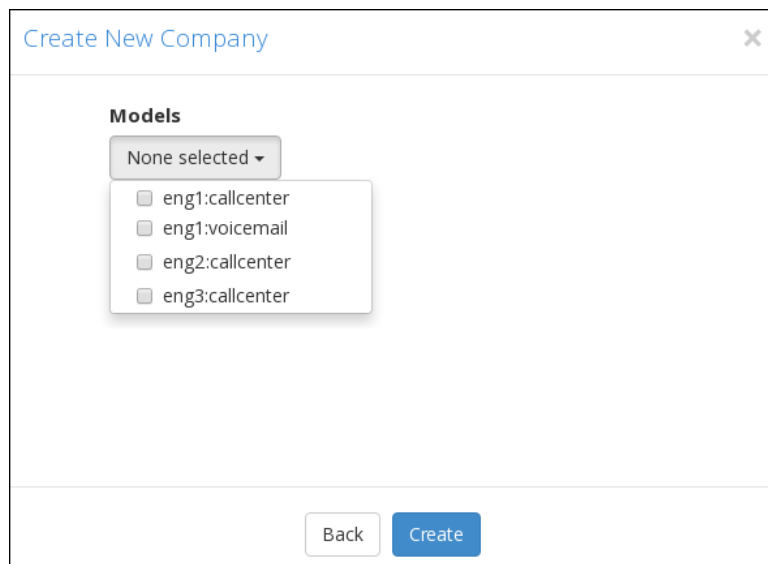 Create New Company
Models
None selected
eng1:callcenter
eng1:voicemail
eng2:callcenter
eng3:callcenter
Back
Create